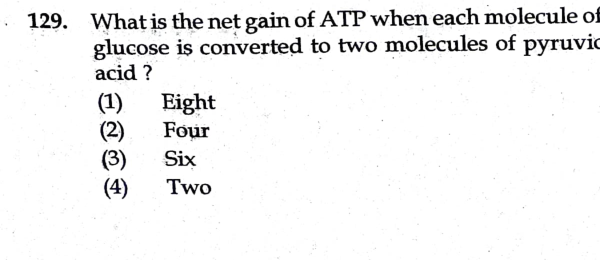 129. What is the net gain of ATP when each molecule of
glucose is converted to two molecules of pyruvic
acid ?
(1) Eight
(2) Four
(3) Six
(4) Two